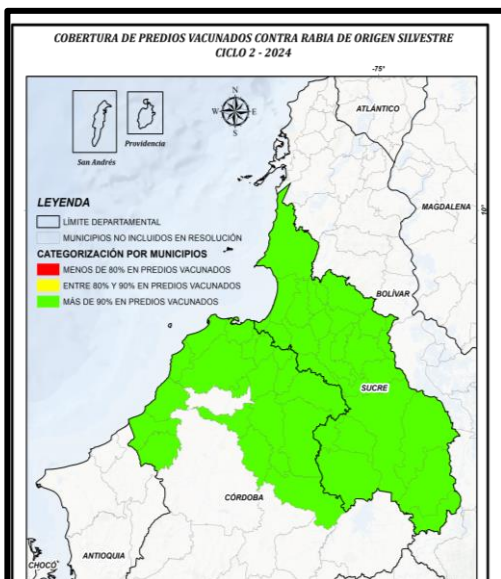 COBERTURA DE PREDIOS VACUNADOS CONTRA RABIA DE ORIGEN SILVESTRE
CICLO 2 - 2024
-75°
N
W E
S
San Andrés
Providencia
ATLÁNTICO
MAGDALENA
10°
LEYENDA
LÍMITE DEPARTAMENTAL
MUNICIPIOS NO INCLUIDOS EN RESOLUCIÓN
CATEGORIZACIÓN POR MUNICIPIOS
MENOS DE 80% EN PREDIOS VACUNADOS
ENTRE 80% Y 90% EN PREDIOS VACUNADOS
MÁS DE 90% EN PREDIOS VACUNADOS
BOLÍVAR
SUCRE
CÓRDOBA
ANTIOQUIA
CHOCÓ